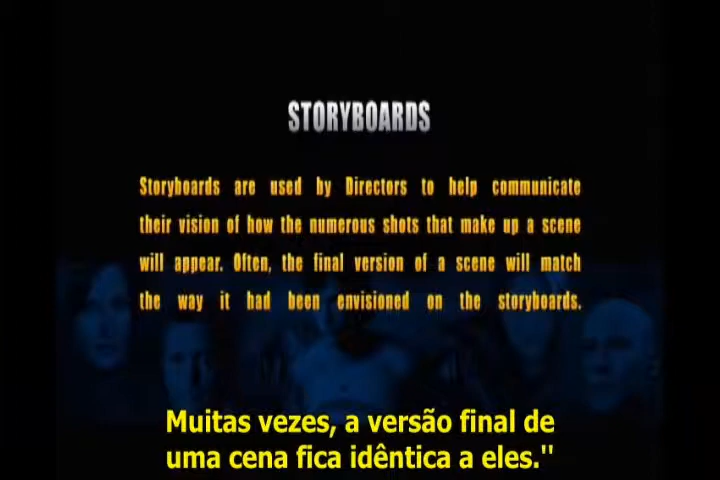 STORYBOARDS
Storyboards are used by Directors to help communicate
their vision of how the numerous shots that make up a scene
will appear. Often, the final version of a scene will match
the way it had been envisioned on the storyboards.
Muitas vezes, a versão final de
uma cena fica idêntica a eles."